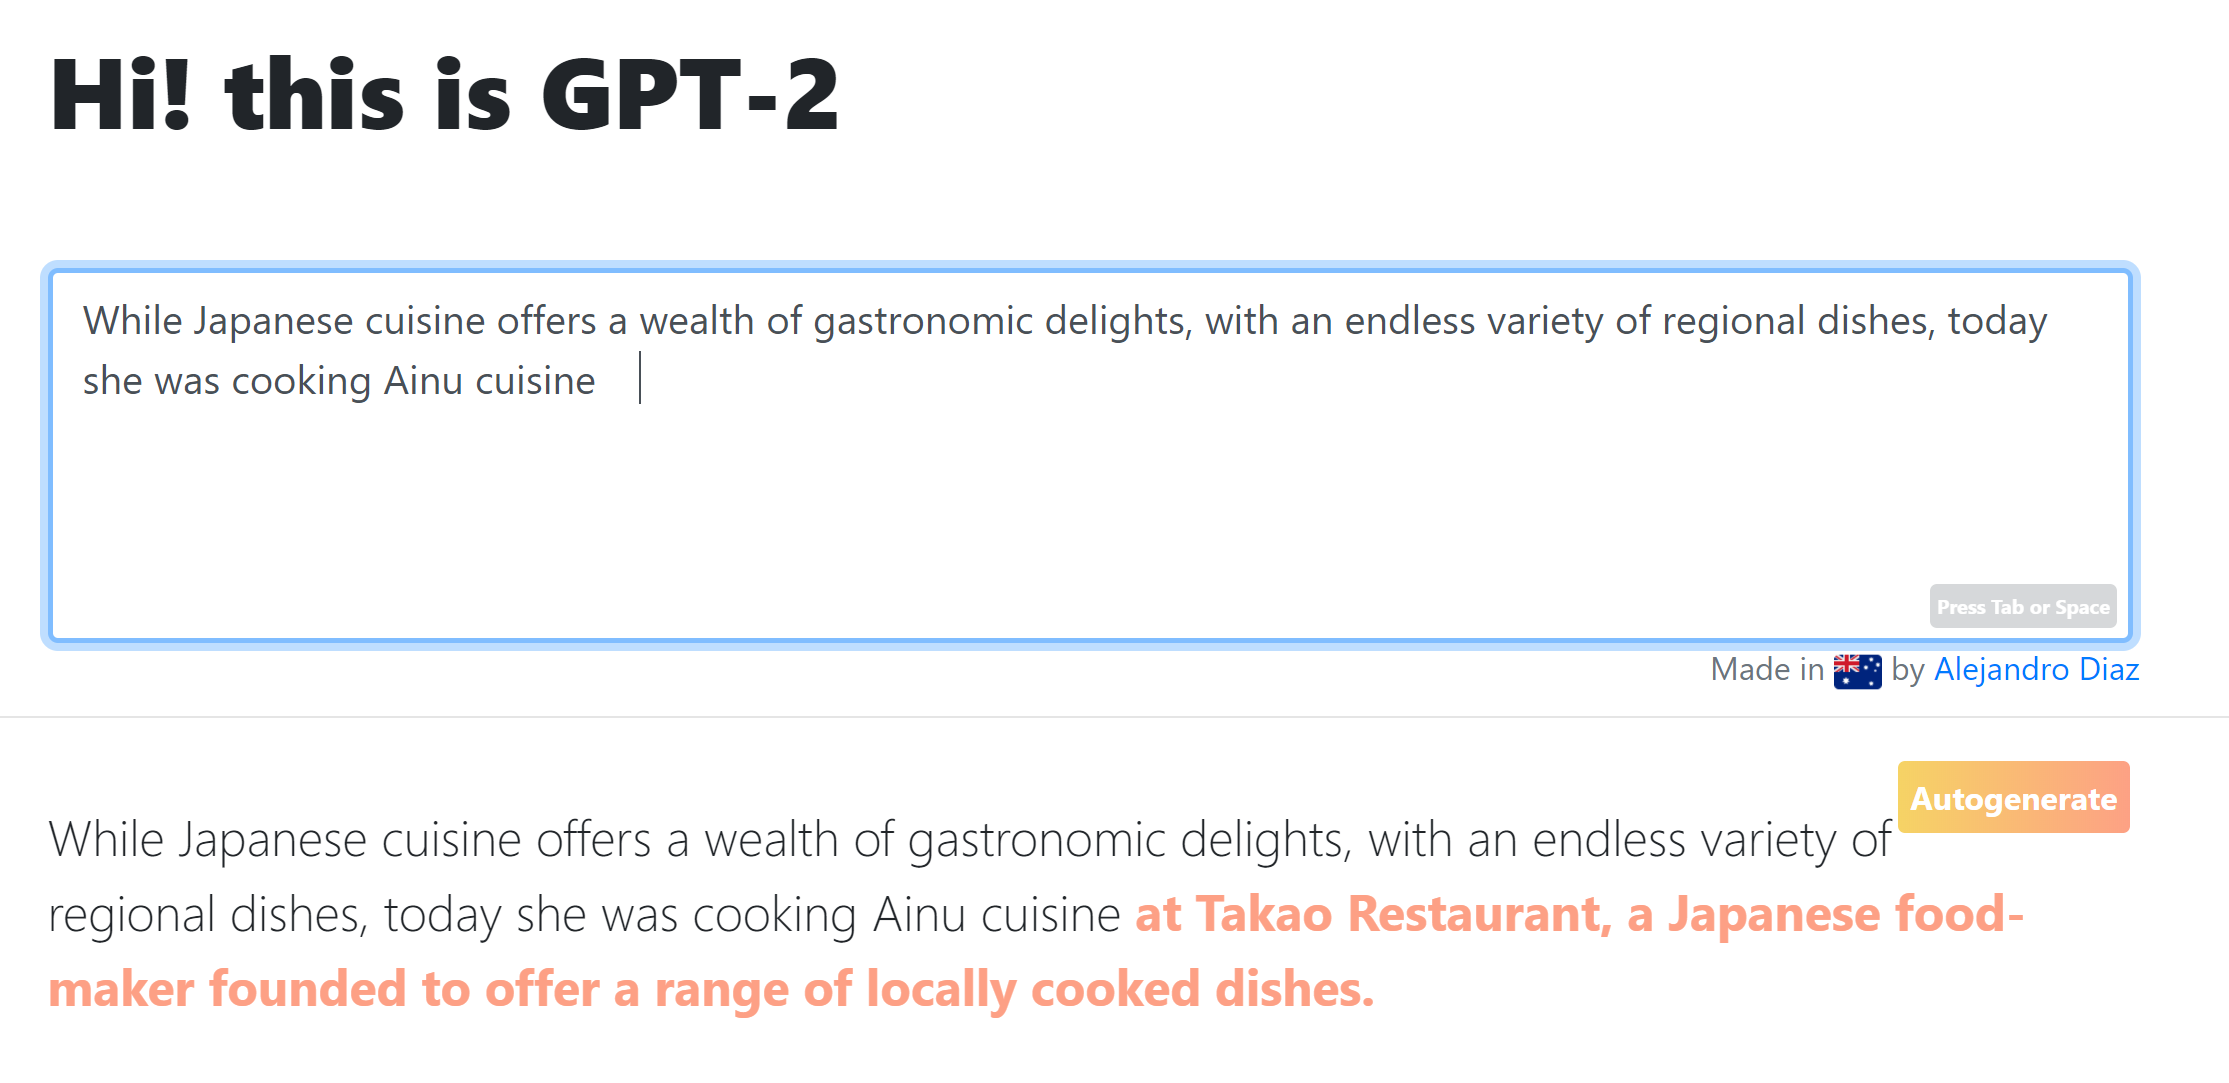 Hi! this is GPT-2
While Japanese cuisine offers a wealth of gastronomic delights, with an endless variety of regional dishes, today
she was cooking Ainu cuisine
Press Tab or Space
Made in by Alejandro Diaz
Autogenerate
While Japanese cuisine offers a wealth of gastronomic delights, with an endless variety of
regional dishes, today she was cooking Ainu cuisine at Takao Restaurant, a Japanese food-
maker founded to offer a range of locally cooked dishes.